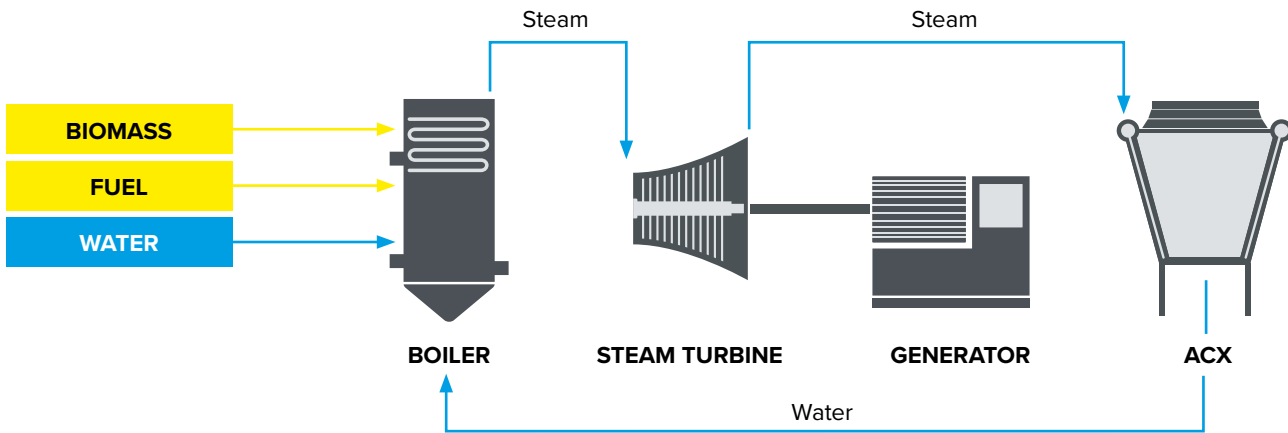 Steam
Steam
BIOMASS
FUEL
WATER
BOILER
STEAM TURBINE
GENERATOR
ACX
Water